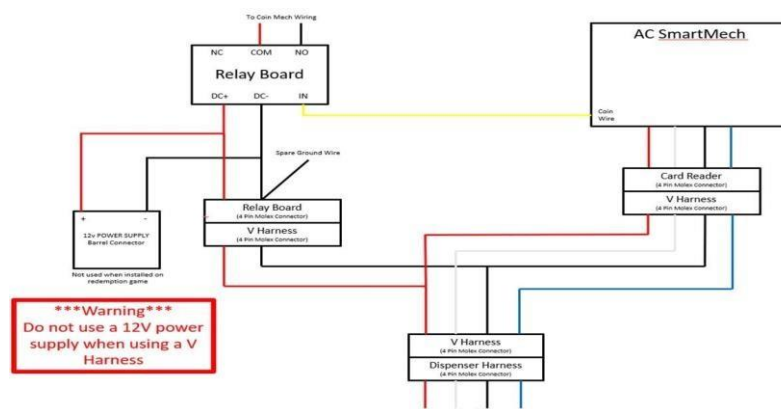 To Coin Mech Wiring
NC COM NO
Relay Board
DC+ DC- IN
AC SmartMech
Coin
Wire
Spare Ground Wire
Card Reader
(4 Pin Molex Connector)
V Harness
(4 Pin Molex Connector)
Relay Board
(4 Pin Molex Connector)
V Harness
(4 Pin Molex Connector)
+ -
12v POWER SUPPLY
Barrel Connector
Not used when installed on
redemption game
***Warning***
Do not use a 12V power
supply when using a V
Harness
V Harness
(4 Pin Molex Connector)
Dispenser Harness
(4 Pin Molex Connector)